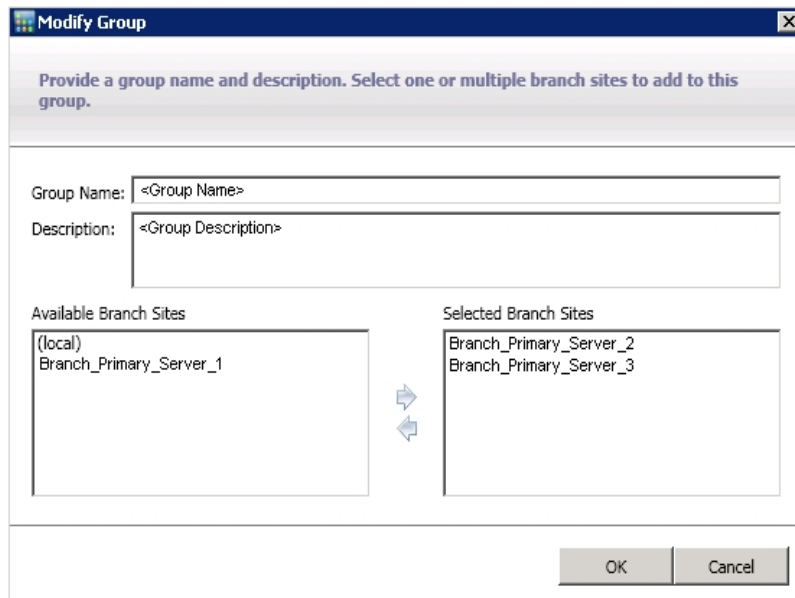 Modify Group
Provide a group name and description. Select one or multiple branch sites to add to this
group.
Group Name: <Group Name>
Description: <Group Description>
Available Branch Sites
(local)
Branch_Primary_Server_1
Selected Branch Sites
Branch_Primary_Server_2
Branch_Primary_Server_3
OK
Cancel